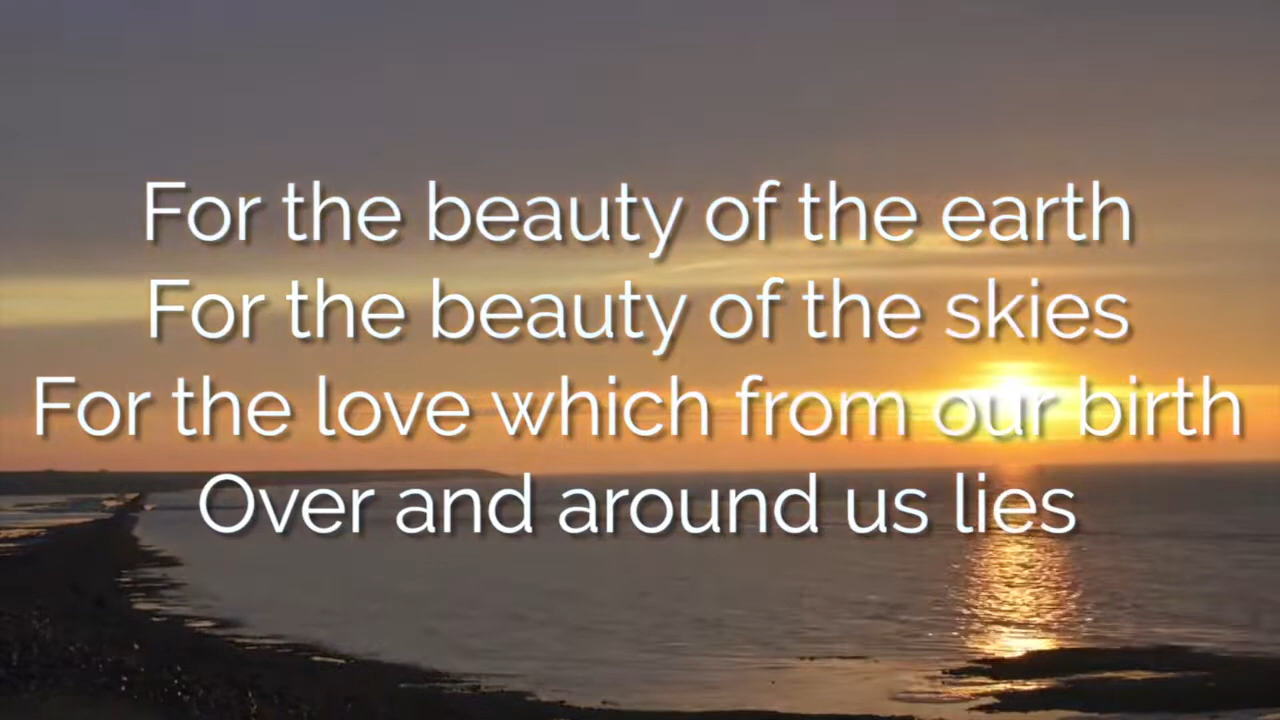 For the beauty of the earth
For the beauty of the skies
For the love which from our birth
Over and around us lies